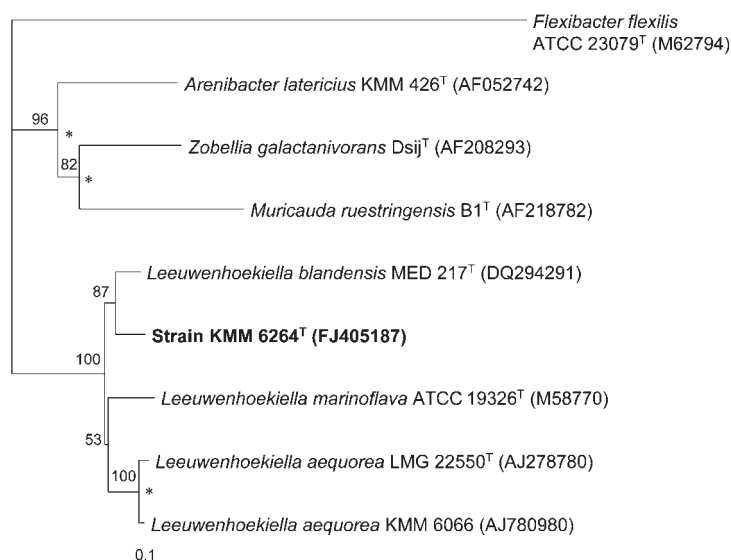 Flexibacter flexilis
ATCC 23079ᵀ (M62794)
Arenibacter latericius KMM 426ᵀ (AF052742)
96
*
Zobellia galactanivorans Dsijᵀ (AF208293)
82
*
Muricauda ruestringensis B1ᵀ (AF218782)
Leeuwenhoekiella blandensis MED 217ᵀ (DQ294291)
87
Strain KMM 6264ᵀ (FJ405187)
100
Leeuwenhoekiella marinoflava ATCC 19326ᵀ (M58770)
53
Leeuwenhoekiella aequorea LMG 22550ᵀ (AJ278780)
100
*
Leeuwenhoekiella aequorea KMM 6066 (AJ780980)
0.1